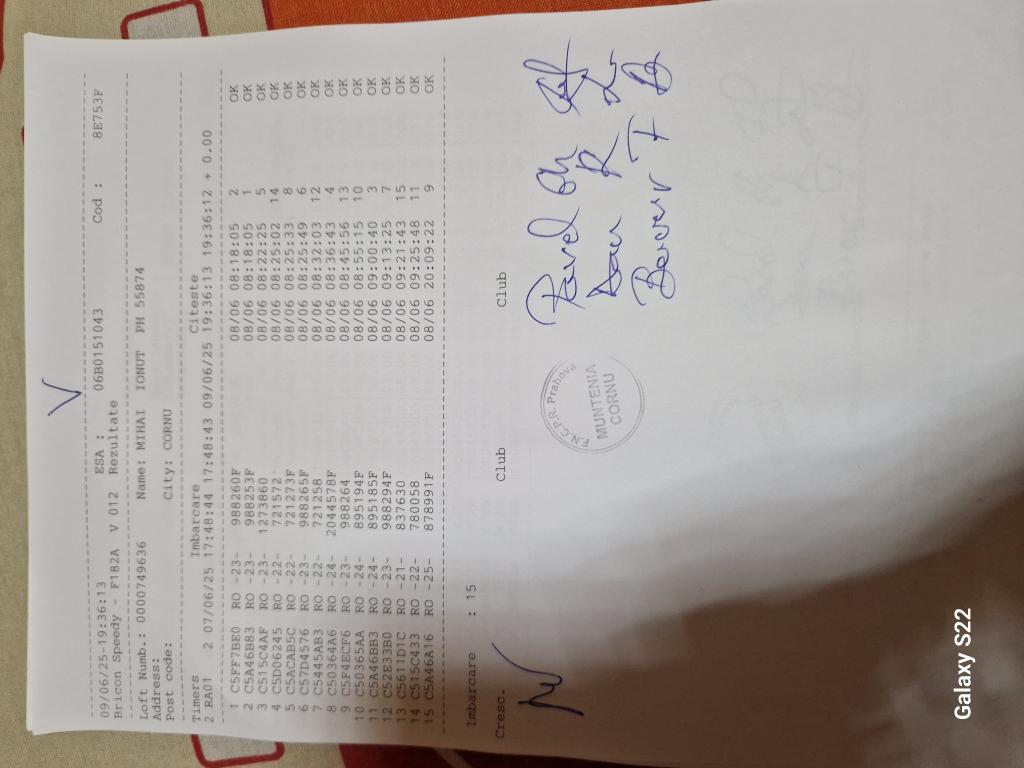 V
09/06/25-19:36:13 ESA : 06B0151043 Cod : 8E753F
Bricon Speedy - F182A V 012 Rezultate
Loft Numb.: 0000749636 Name: MIHAI IONUT PH 55874
Address:
Post code: City: CORNU
Timers Imbarcare Citeste
2 RA01 2 07/06/25 17:48:44 17:48:43 09/06/25 19:36:13 19:36:12 + 0.00
1 C5FF7BE0 RO -23- 988260F 08/06 08:18:05 2 OK
2 C5A46B83 RO -23- 988253F 08/06 08:18:05 1 OK
3 C515C4AF RO -23- 1273860 08/06 08:22:25 5 OK
4 C5D06245 RO -22- 721572 08/06 08:25:02 14 OK
5 C5ACAB5C RO -22- 721273F 08/06 08:25:33 8 OK
6 C57D4576 RO -23- 988265F 08/06 08:25:49 6 OK
7 C5445AB3 RO -22- 721258 08/06 08:32:03 12 OK
8 C50364A6 RO -24- 2044578F 08/06 08:36:43 4 OK
9 C5F4ECF6 RO -23- 988264 08/06 08:45:56 13 OK
10 C50365AA RO -24- 895194F 08/06 08:55:15 10 OK
11 C5A46BB3 RO -24- 895185F 08/06 09:00:40 3 OK
12 C52E33B0 RO -23- 988294F 08/06 09:13:25 7 OK
13 C5611D1C RO -21- 837630 08/06 09:21:43 15 OK
14 C515C433 RO -22- 780058 08/06 09:25:48 11 OK
15 C5A46A16 RO -25- 878991F 08/06 20:09:22 9 OK
Imbarcare : 15
Cresc. Club Club
F.N.C.P.R. Prahova
MUNTENIA
CORNU
Galaxy S22